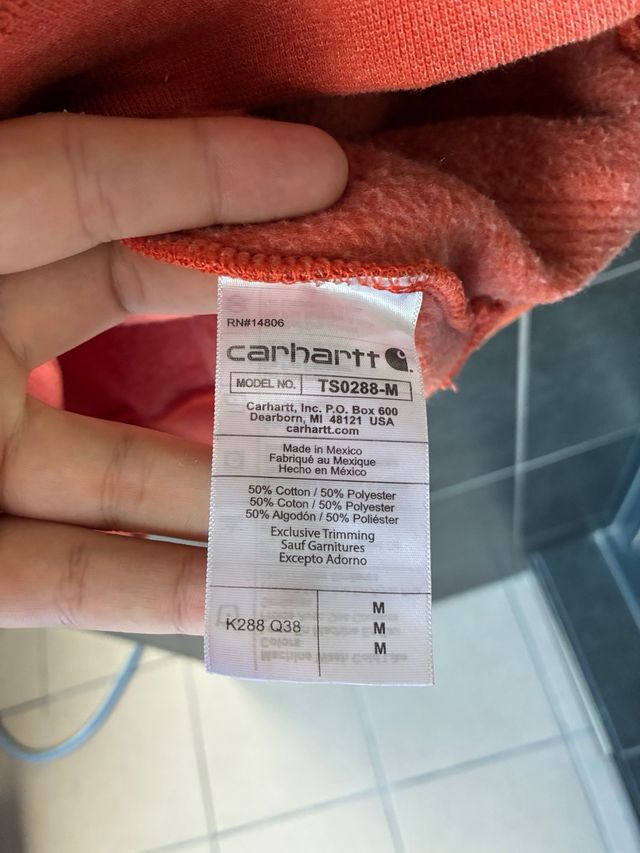 RN#14806
carhartt
MODEL NO. TS0288-M
Carhartt, Inc. P.O. Box 600
Dearborn, MI 48121 USA
carhartt.com
Made in Mexico
Fabriqué au Mexique
Hecho en México
50% Cotton / 50% Polyester
50% Coton / 50% Polyester
50% Algodón / 50% Poliéster
Exclusive Trimming
Sauf Garnitures
Excepto Adorno
K288 Q38
M
M
M